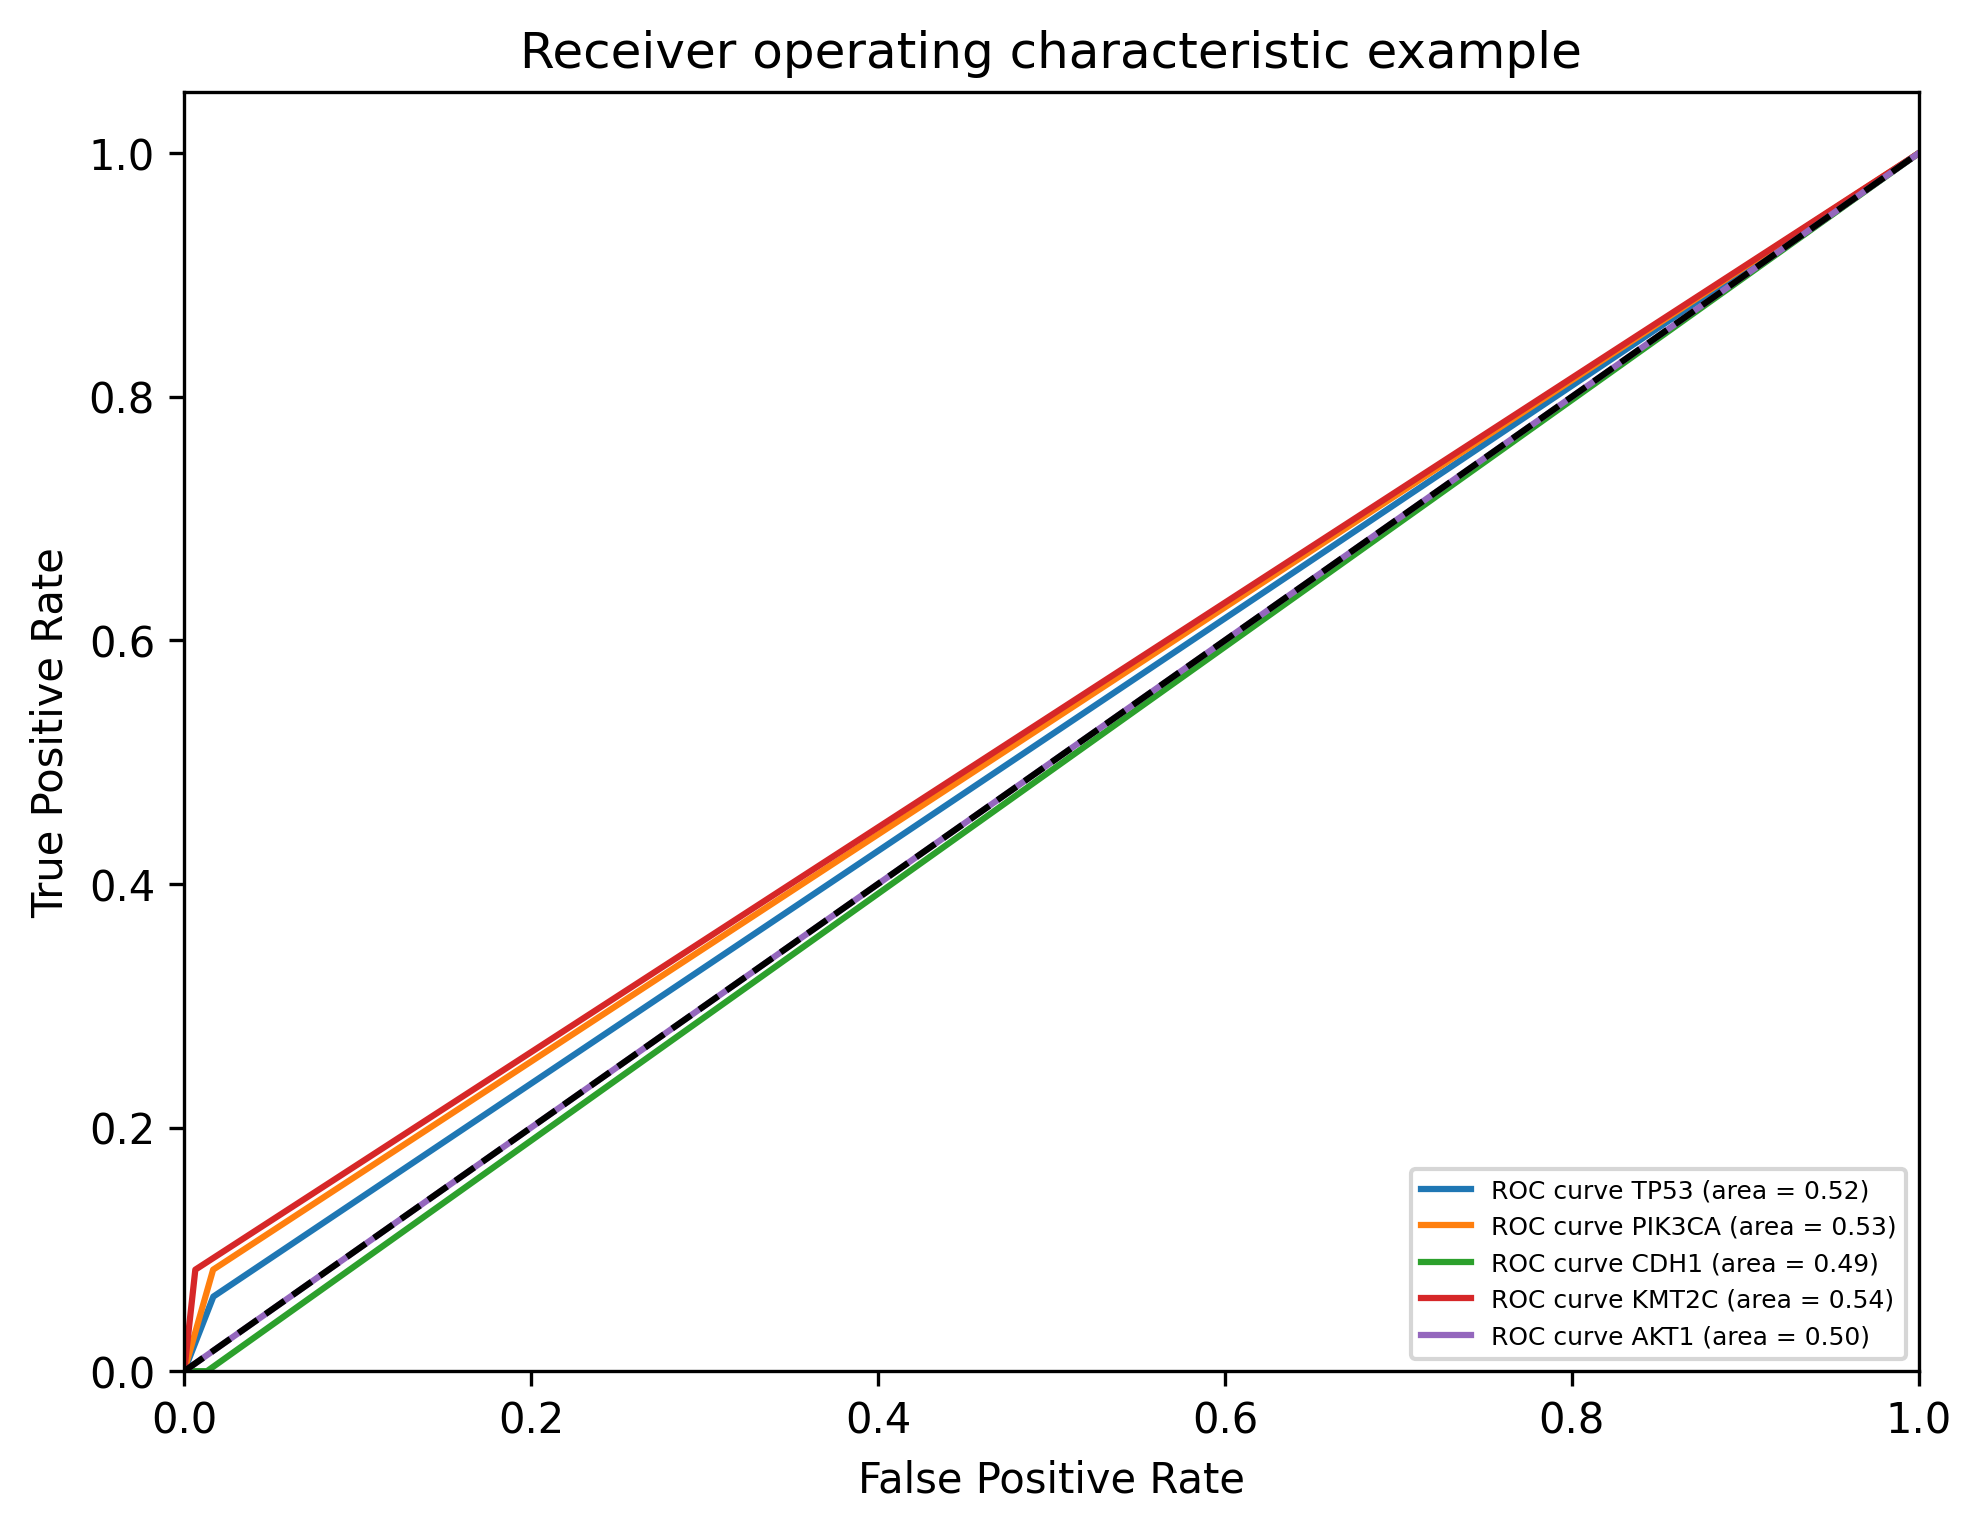 Receiver operating characteristic example
True Positive Rate
1.0
0.8
0.6
0.4
0.2
0.0
ROC curve TP53 (area = 0.52)
ROC curve PIK3CA (area = 0.53)
ROC curve CDH1 (area = 0.49)
ROC curve KMT2C (area = 0.54)
ROC curve AKT1 (area = 0.50)
0.0 0.2 0.4 0.6 0.8 1.0
False Positive Rate